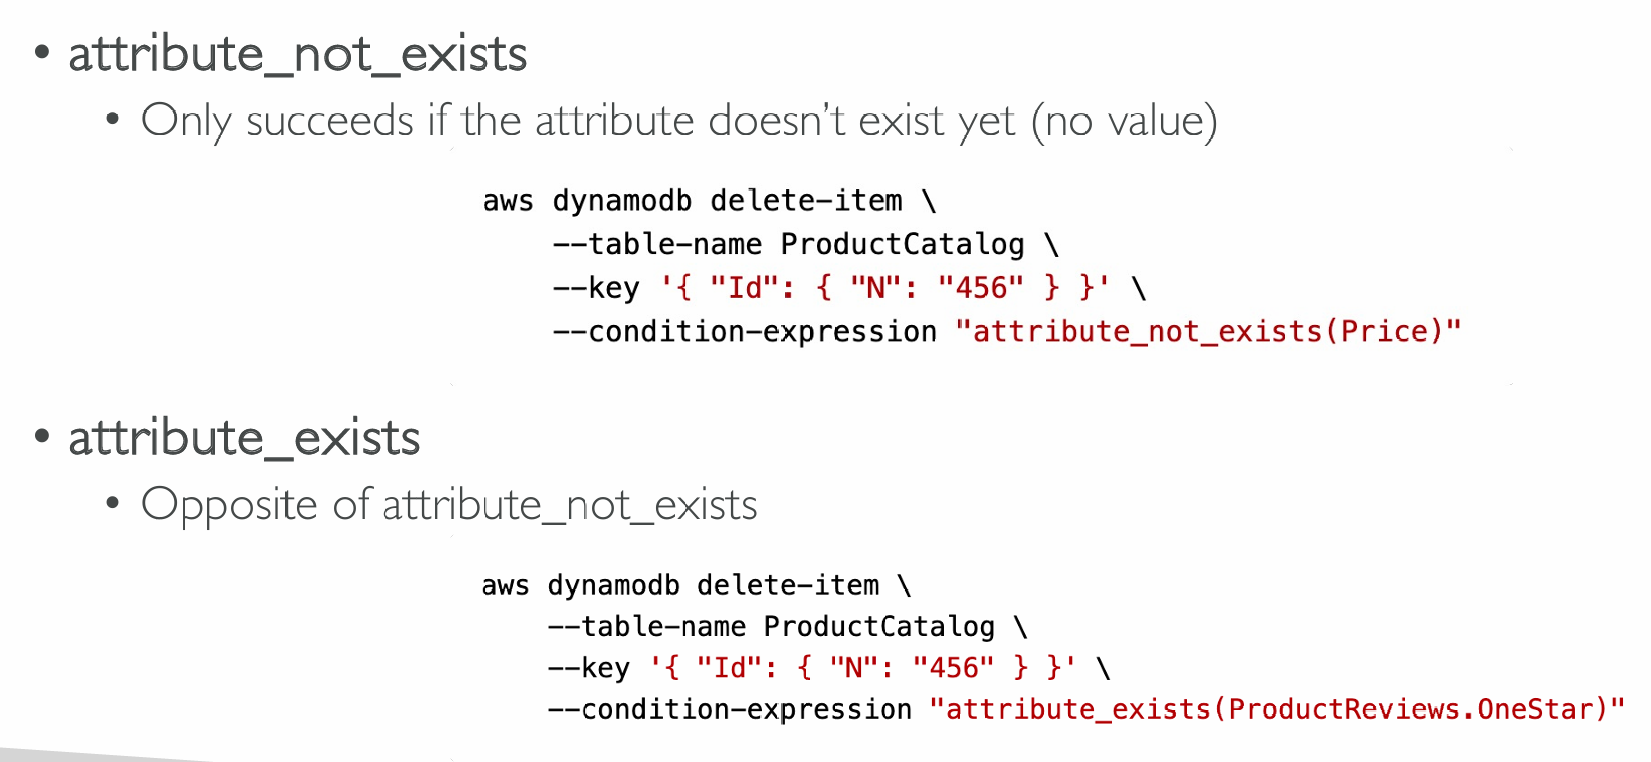 • attribute_not_exists
• Only succeeds if the attribute doesn't exist yet (no value)
aws dynamodb delete-item \
--table-name ProductCatalog \
--key '{ "Id": { "N": "456" } }' \
--condition-expression "attribute_not_exists(Price)"
• attribute_exists
• Opposite of attribute_not_exists
aws dynamodb delete-item \
--table-name ProductCatalog \
--key '{ "Id": { "N": "456" } }' \
--condition-expression "attribute_exists(ProductReviews.OneStar)"